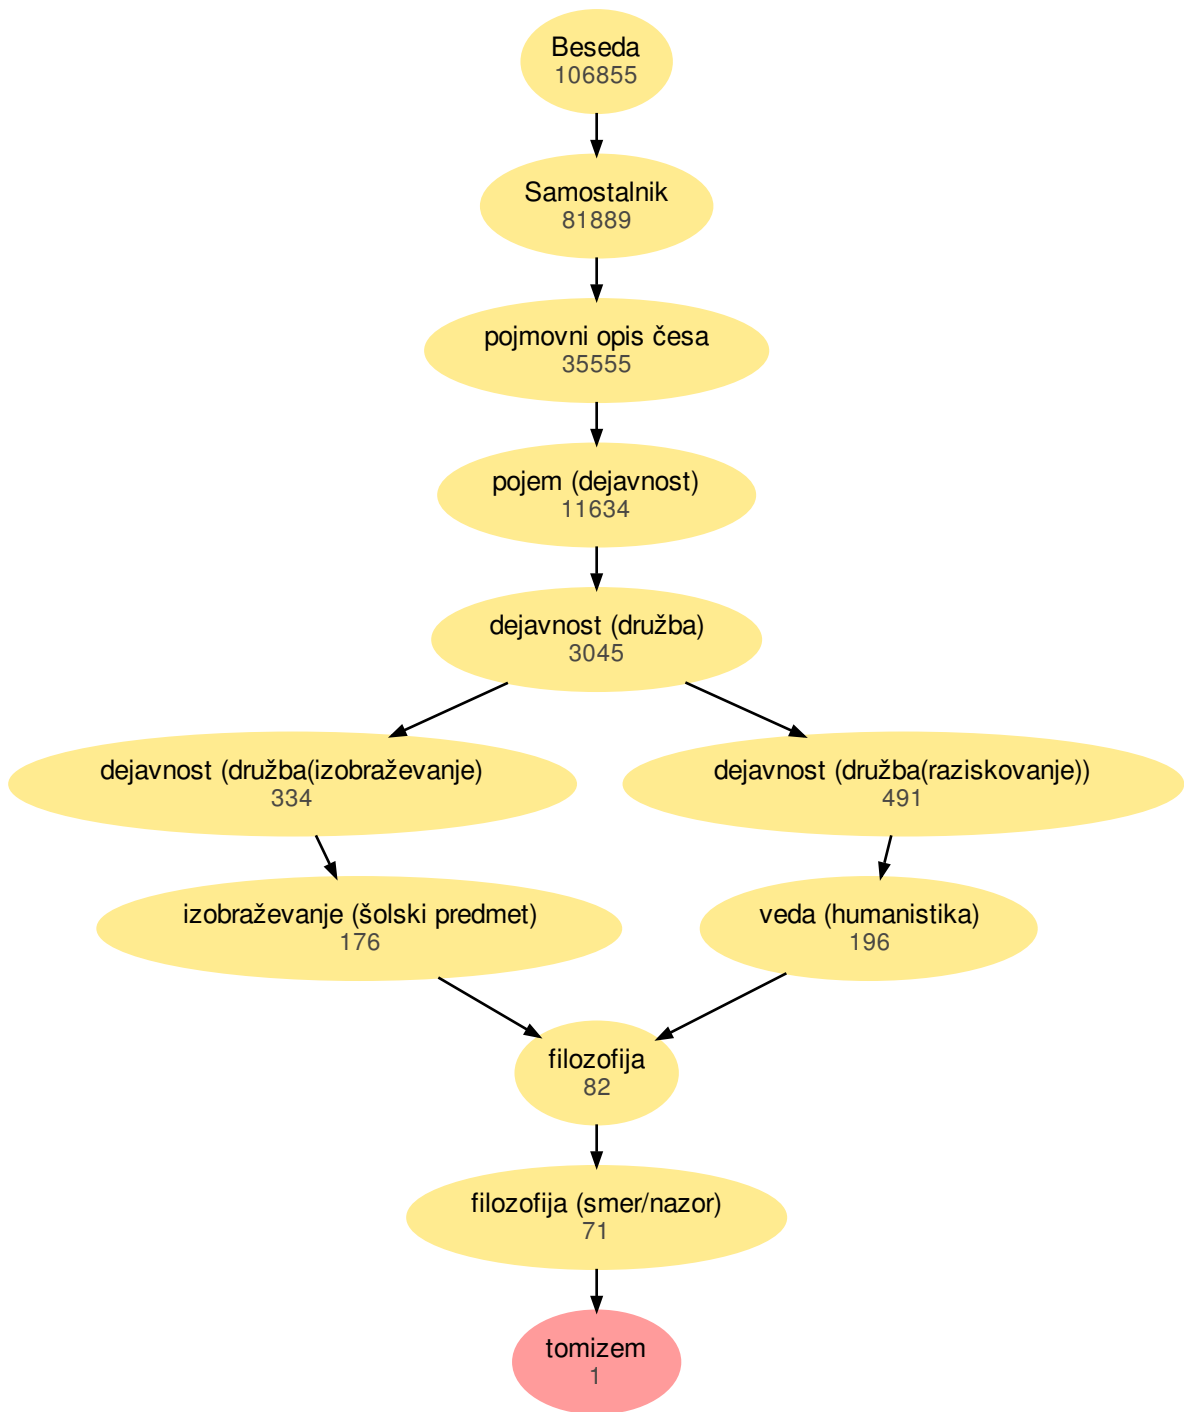 Beseda
106855
Samostalnik
81889
pojmovni opis česa
35555
pojem (dejavnost)
11634
dejavnost (družba)
3045
dejavnost (družba(izobraževanje)
334
dejavnost (družba(raziskovanje))
491
izobraževanje (šolski predmet)
176
veda (humanistika)
196
filozofija
82
filozofija (smer/nazor)
71
tomizem
1